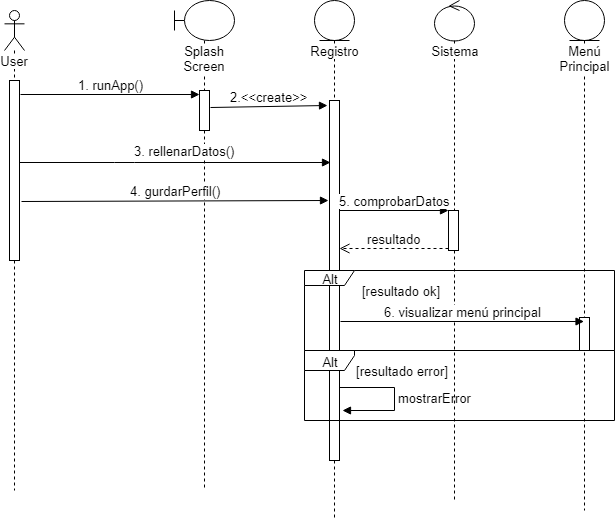 User
Splash
Screen
Registro
Sistema
Menú
Principal
1. runApp()
2.<<create>>
3. rellenarDatos()
4. gurdarPerfil()
5. comprobarDatos
resultado
Alt
[resultado ok]
6. visualizar menú principal
Alt
[resultado error]
mostrarError